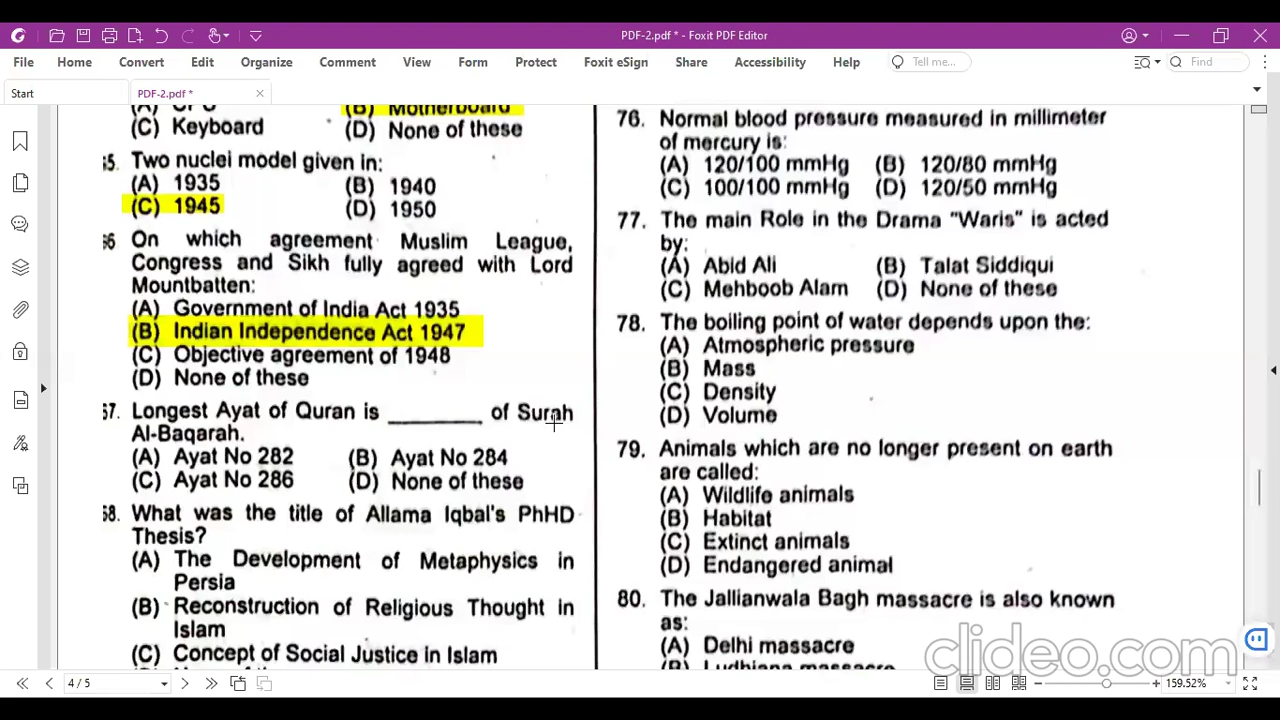 PDF-2.pdf * - Foxit PDF Editor
File Home Convert Edit Organize Comment View Form Protect Foxit eSign Share Accessibility Help Tell me... Find
Start PDF-2.pdf *
(B) Motherboard
(C) Keyboard (D) None of these
Two nuclei model given in:
(A) 1935 (B) 1940
(C) 1945 (D) 1950
On which agreement Muslim League,
Congress and Sikh fully agreed with Lord
Mountbatten:
(A) Government of India Act 1935
(B) Indian Independence Act 1947
(C) Objective agreement of 1948
(D) None of these
Longest Ayat of Quran is ________ of Surah
Al-Baqarah.
(A) Ayat No 282 (B) Ayat No 284
(C) Ayat No 286 (D) None of these
What was the title of Allama Iqbal's PhHD
Thesis?
(A) The Development of Metaphysics in
Persia
(B) Reconstruction of Religious Thought in
Islam
(C) Concept of Social Justice in Islam
76. Normal blood pressure measured in millimeter
of mercury is:
(A) 120/100 mmHg (B) 120/80 mmHg
(C) 100/100 mmHg (D) 120/50 mmHg
77. The main Role in the Drama "Waris" is acted
by:
(A) Abid Ali (B) Talat Siddiqui
(C) Mehboob Alam (D) None of these
78. The boiling point of water depends upon the:
(A) Atmospheric pressure
(B) Mass
(C) Density
(D) Volume
79. Animals which are no longer present on earth
are called:
(A) Wildlife animals
(B) Habitat
(C) Extinct animals
(D) Endangered animal
80. The Jallianwala Bagh massacre is also known
as:
(A) Delhi massacre
(B) Ludhiana massacre
clideo.com
4 / 5 159.52%